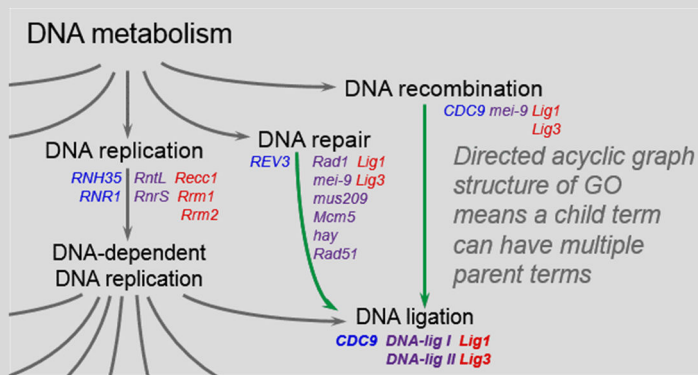 DNA metabolism
DNA recombination
CDC9 mei-9 Lig1
Lig3
DNA replication
RNH35 RntL Recc1
RNR1 RnrS Rrm1
Rrm2
DNA repair
REV3 Rad1 Lig1
mei-9 Lig3
mus209
Mcm5
hay
Rad51
Directed acyclic graph
structure of GO
means a child term
can have multiple
parent terms
DNA-dependent
DNA replication
DNA ligation
CDC9 DNA-lig I Lig1
DNA-lig II Lig3